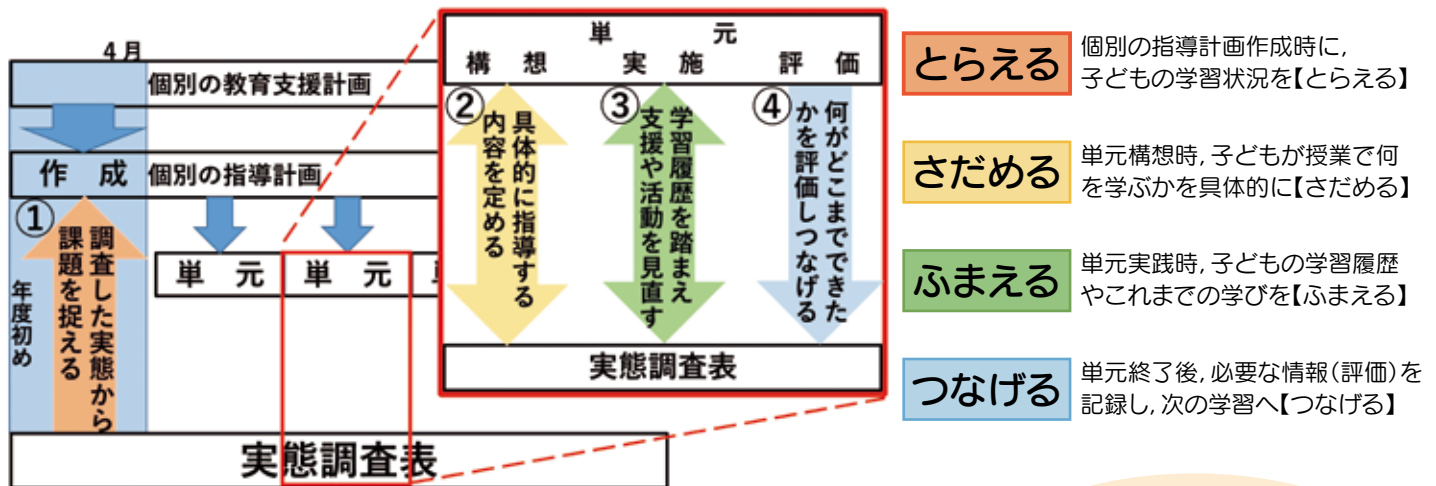 4月
個別の教育支援計画
作 成
個別の指導計画
①
調査した実態から
課題を捉える
年度初め
単 元
単 元
実態調査表
単 元
構 想
実 施
評 価
②
具体的に指導する
内容を定める
③
学習履歴を踏まえ
支援や活動を見直す
④
何がどこまでできた
かを評価しつなげる
実態調査表
とらえる
個別の指導計画作成時に,
子どもの学習状況を【とらえる】
さだめる
単元構想時, 子どもが授業で何
を学ぶかを具体的に【さだめる】
ふまえる
単元実践時, 子どもの学習履歴
やこれまでの学びを【ふまえる】
つなげる
単元終了後, 必要な情報(評価)を
記録し, 次の学習へ【つなげる】